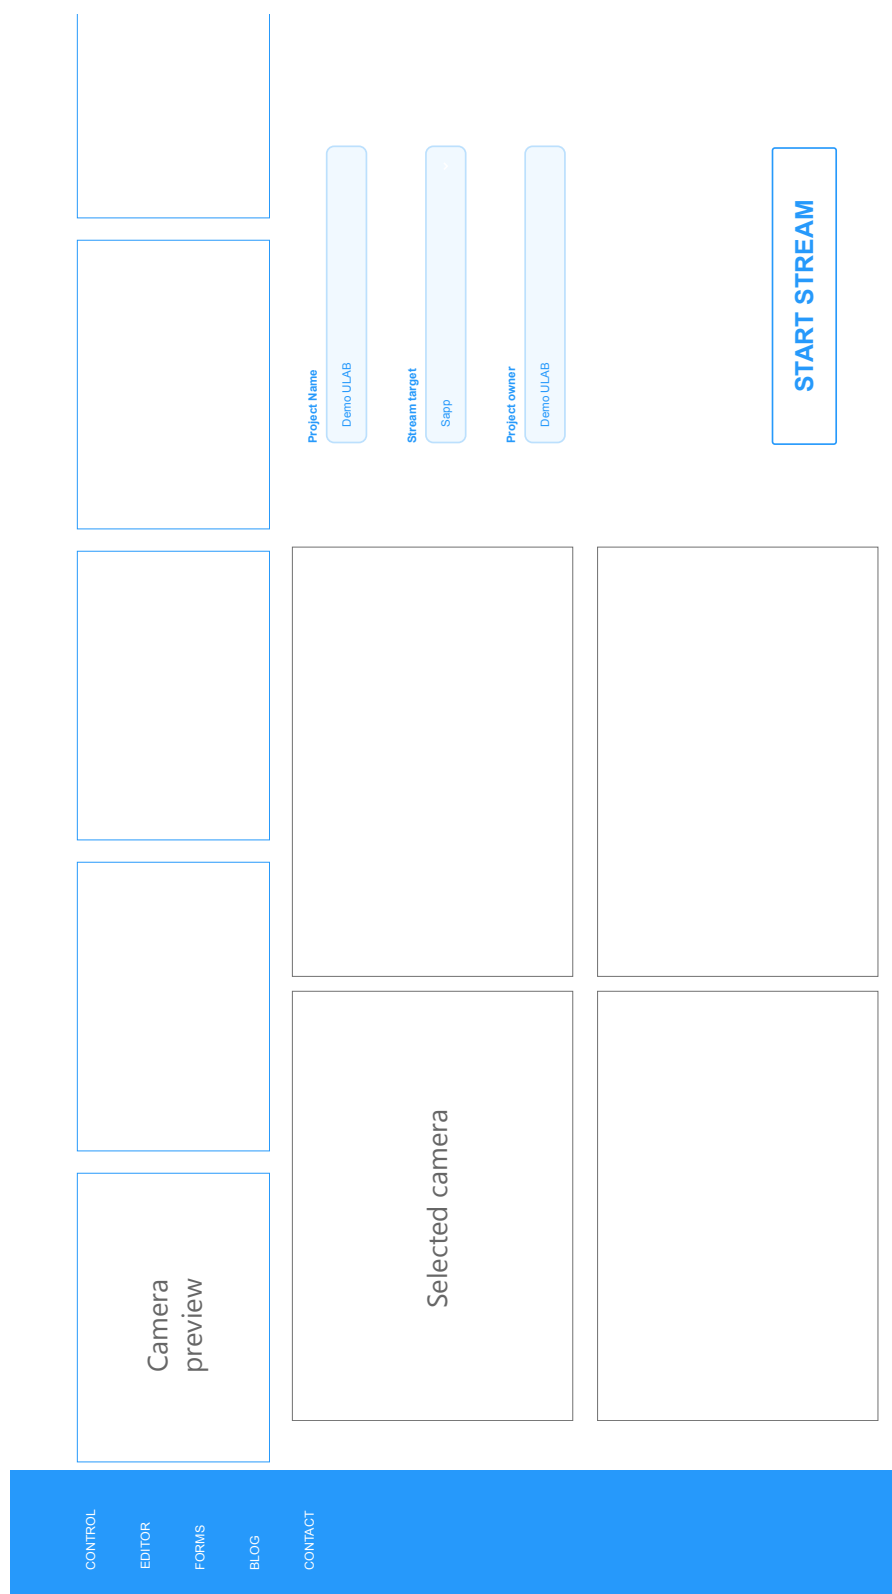 CONTROL
EDITOR
FORMS
BLOG
CONTACT
Camera
preview
Selected camera
Project Name
Demo ULAB
Stream target
Sapp
Project owner
Demo ULAB
START STREAM